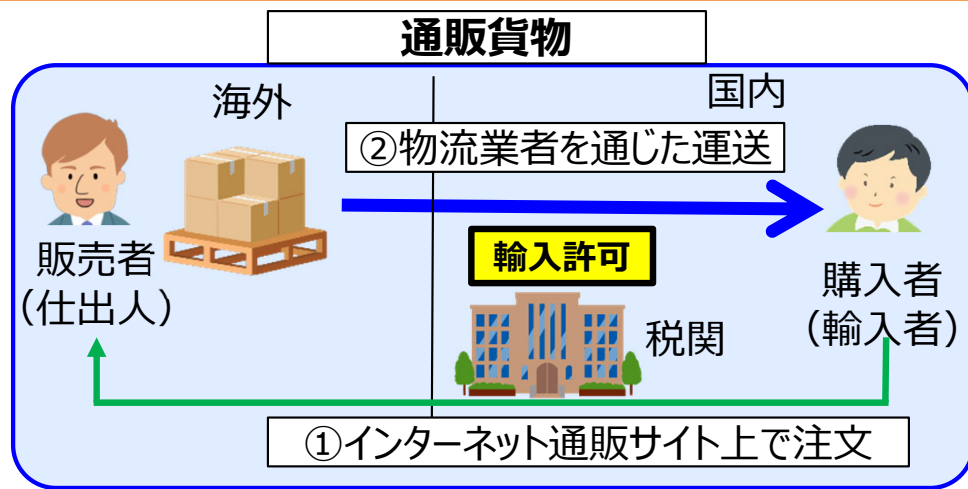 通販貨物
海外
国内
②物流業者を通じた運送
販売者
（仕出人）
輸入許可
税関
購入者
（輸入者）
①インターネット通販サイト上で注文